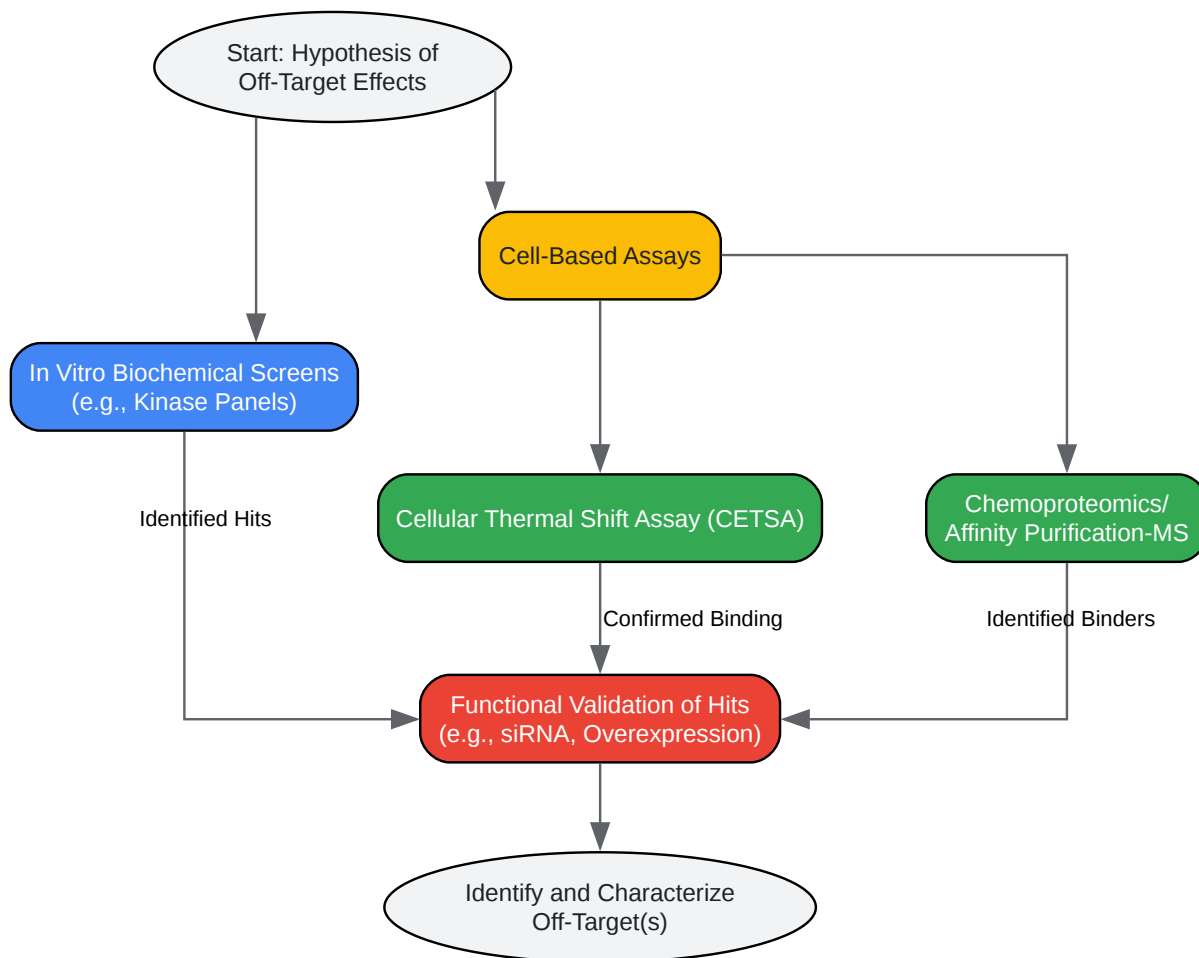 Start: Hypothesis of
Off-Target Effects
Cell-Based Assays
In Vitro Biochemical Screens
(e.g., Kinase Panels)
Cellular Thermal Shift Assay (CETSA)
Chemoproteomics/
Affinity Purification-MS
Identified Hits
Confirmed Binding
Identified Binders
Functional Validation of Hits
(e.g., siRNA, Overexpression)
Identify and Characterize
Off-Target(s)